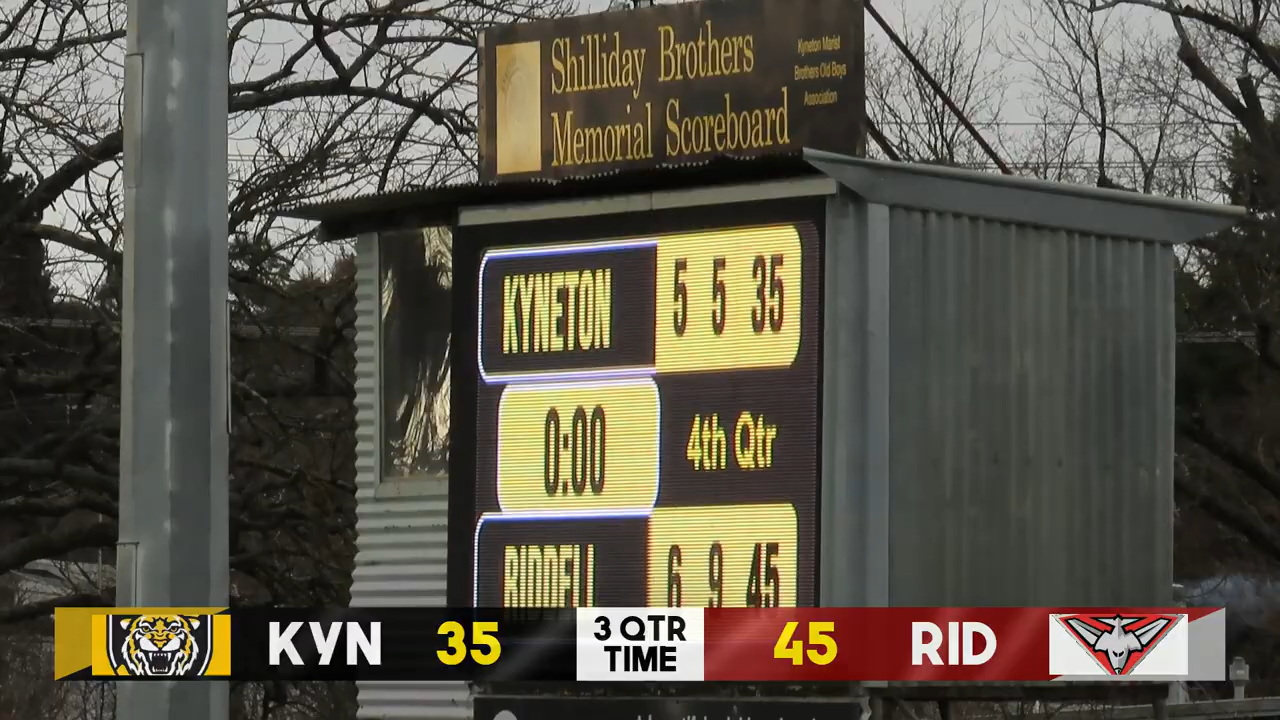 Shilliday Brothers
Memorial Scoreboard
Kyneton Marist
Brothers Old Boys
Association
KYNETON 5 5 35
0:00 4th Qtr
RIDDELL 6 9 45
KYN 35 3 QTR TIME 45 RID